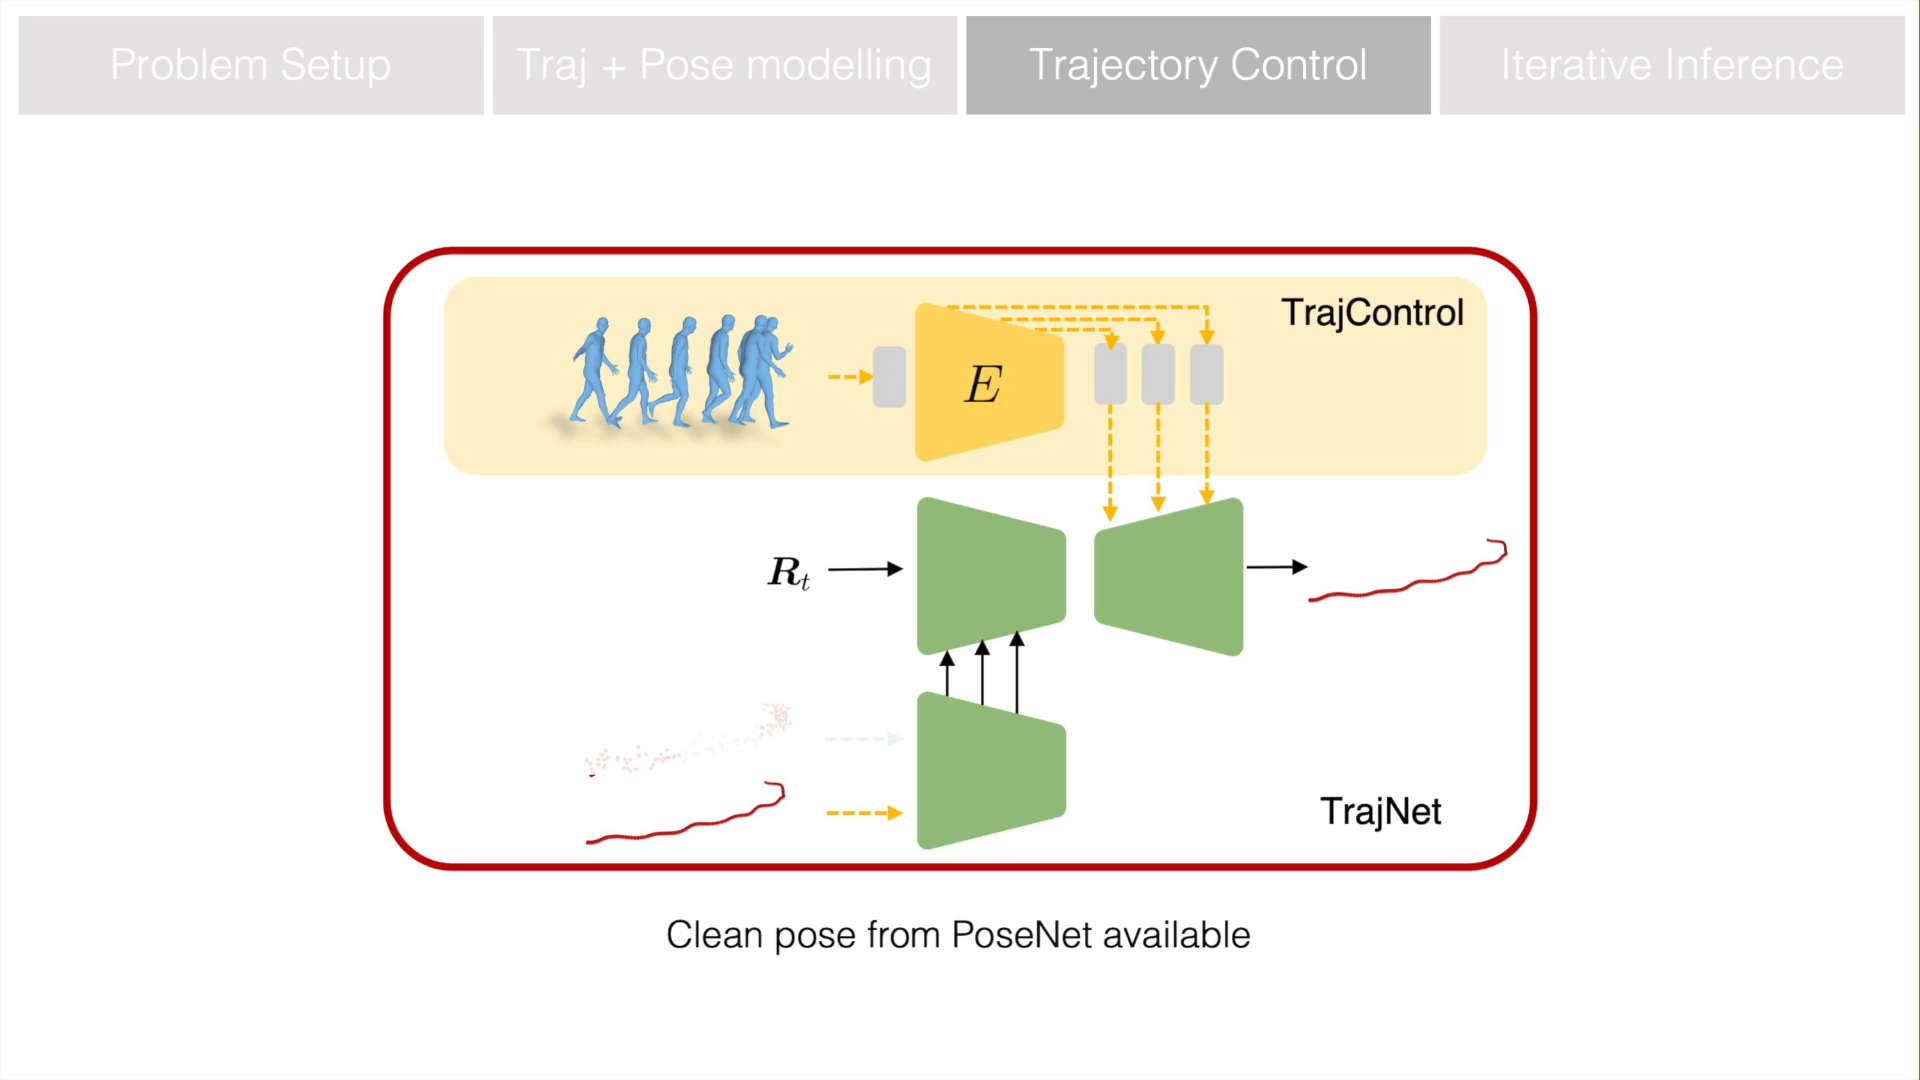 Problem Setup
Traj + Pose modelling
Trajectory Control
Iterative Inference
TrajControl
E
R_t
TrajNet
Clean pose from PoseNet available